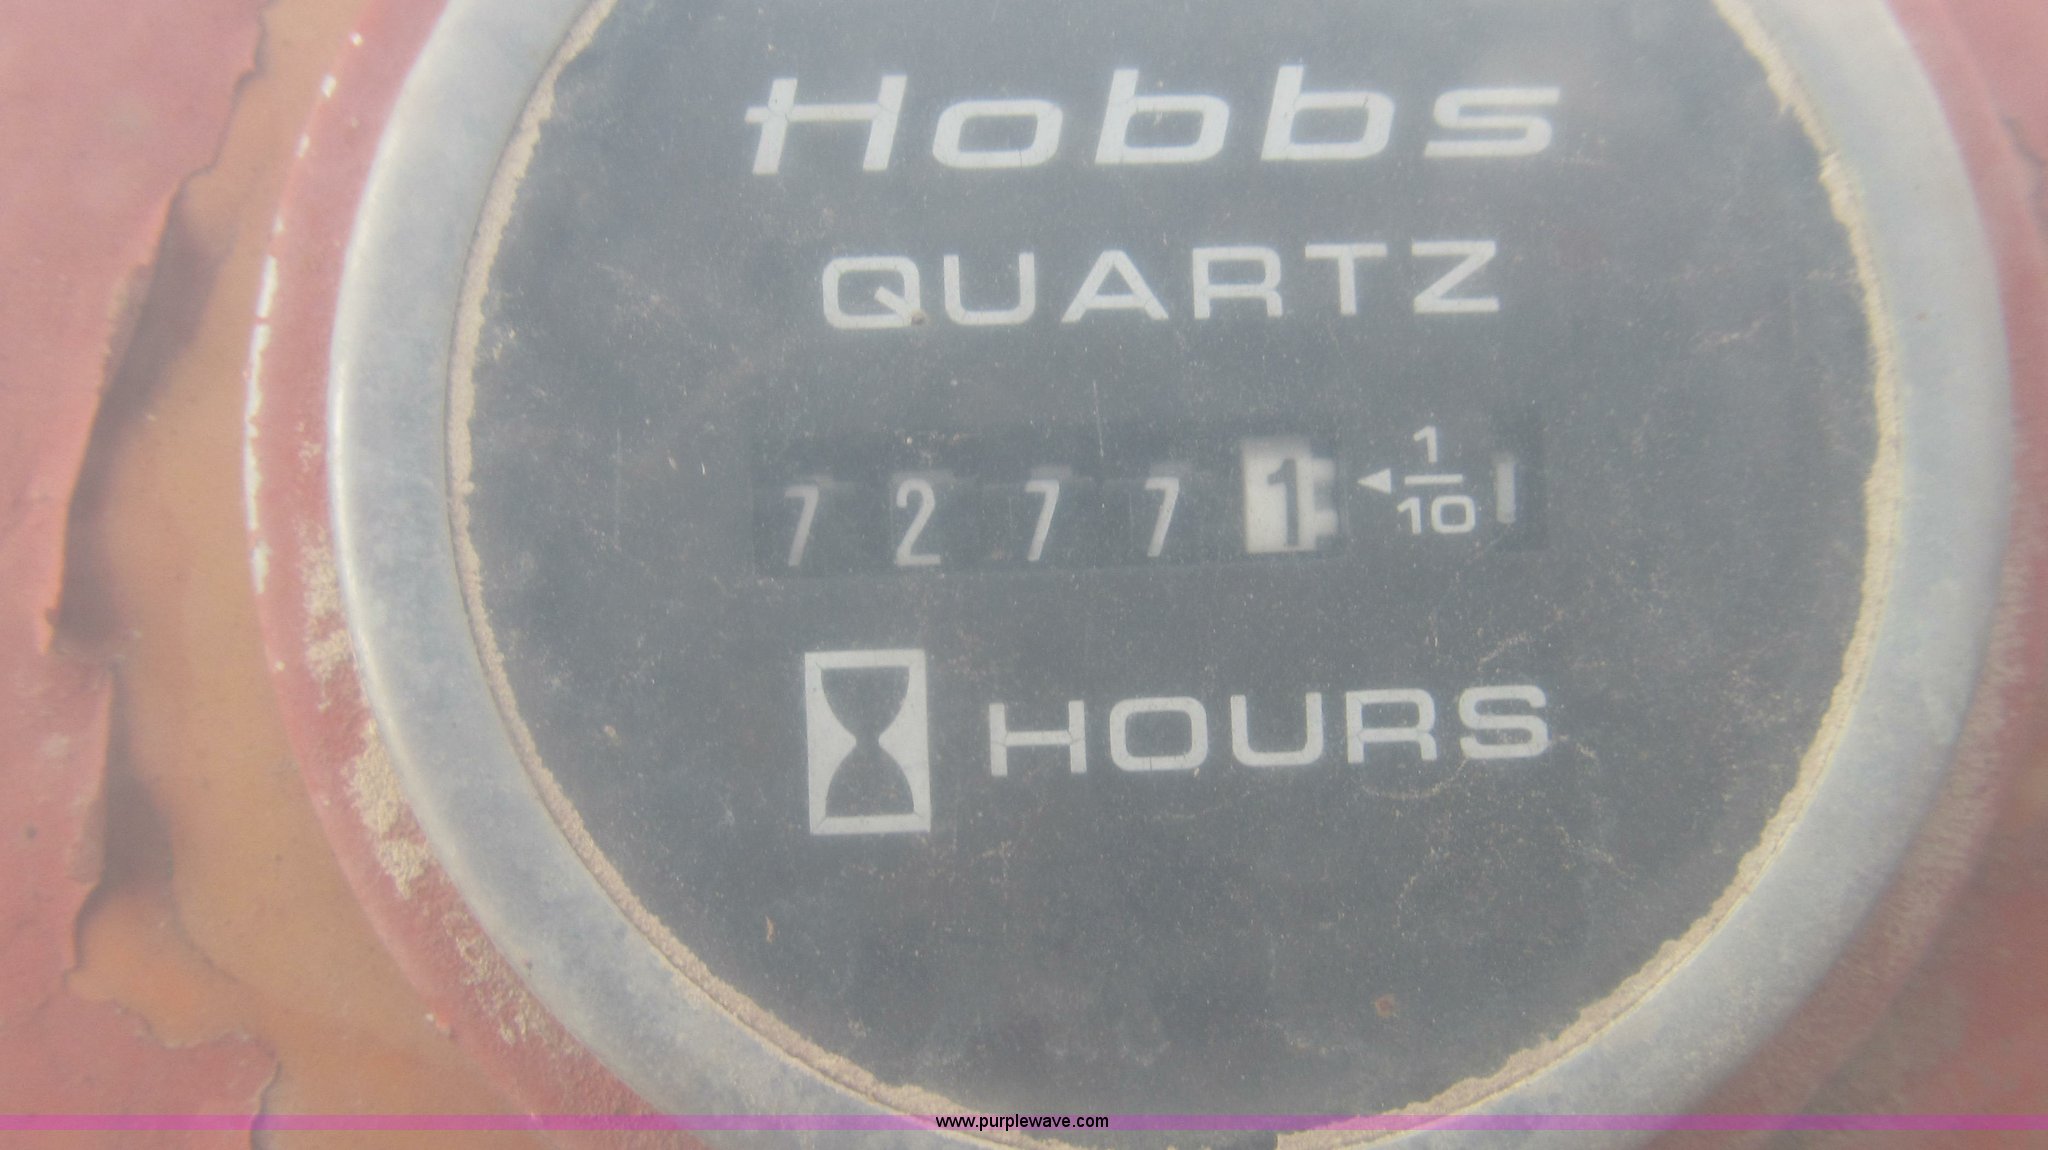 Hobbs
QUARTZ
7 2 7 7 1 ◄ 1/10
HOURS
www.purplewave.com